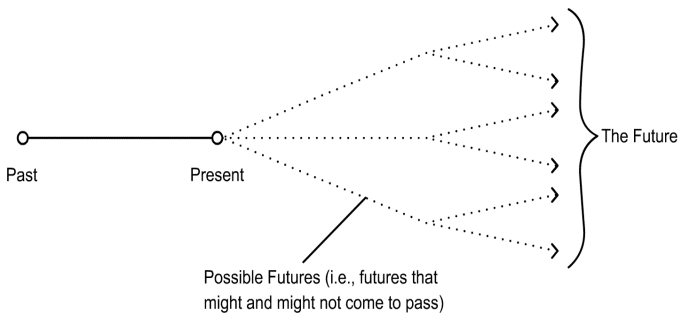 The Future
Past
Present
Possible Futures (i.e., futures that
might and might not come to pass)